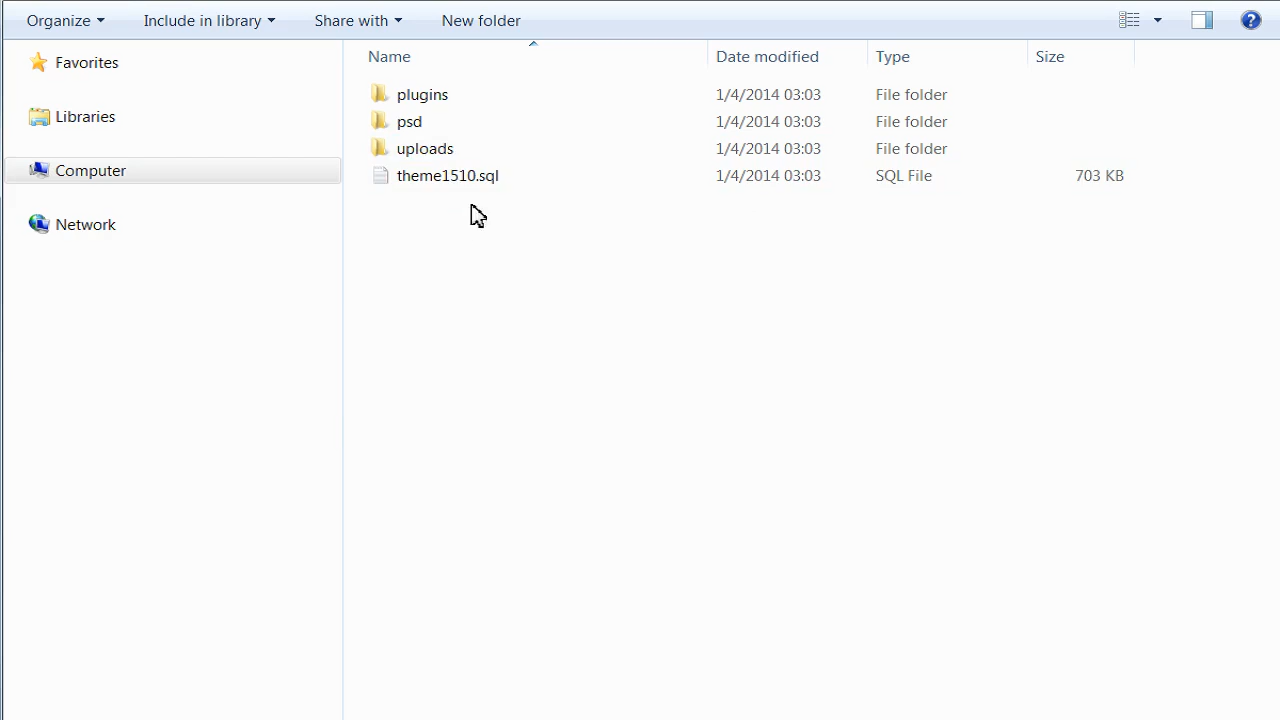 Organize Include in library Share with New folder
Favorites
Libraries
Computer
Network
Name Date modified Type Size
plugins 1/4/2014 03:03 File folder
psd 1/4/2014 03:03 File folder
uploads 1/4/2014 03:03 File folder
theme1510.sql 1/4/2014 03:03 SQL File 703 KB